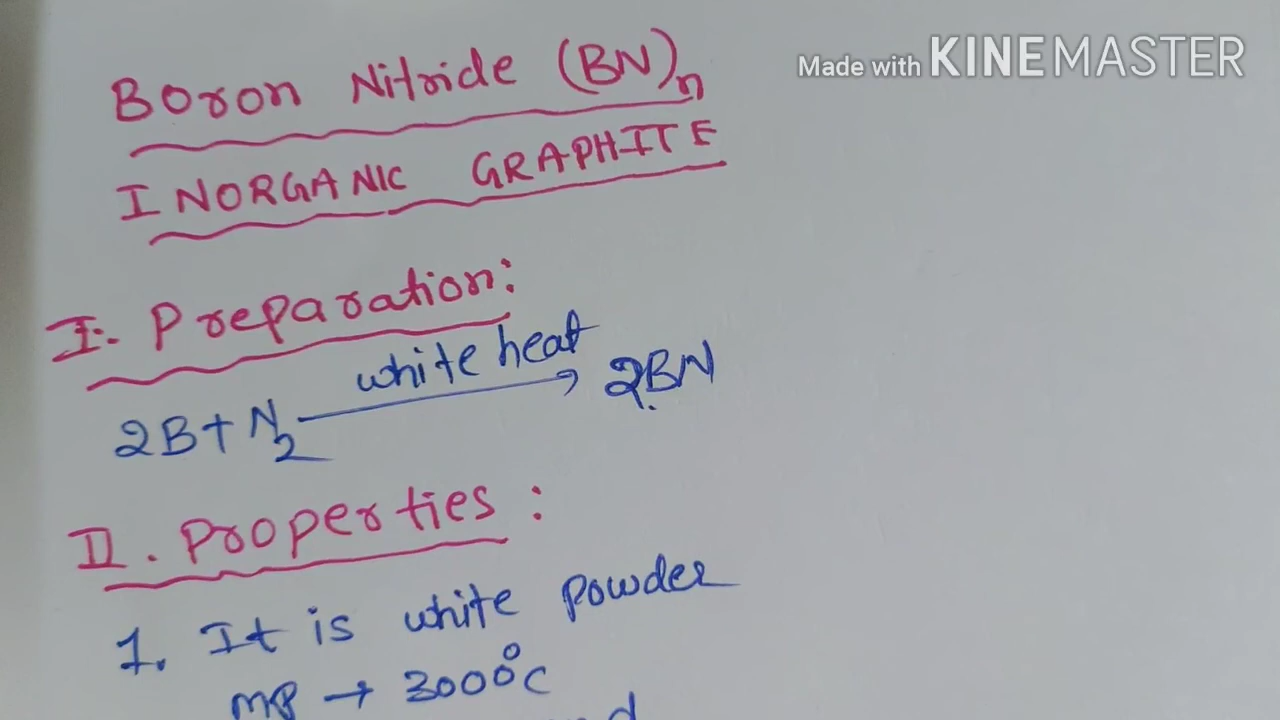 Made with KINEMASTER
Boron Nitride (BN)n
INORGANIC GRAPHITE
I. Preparation:
2B + N2 white heat → 2BN
II. Properties :
1. It is white powder
mp → 3000°C